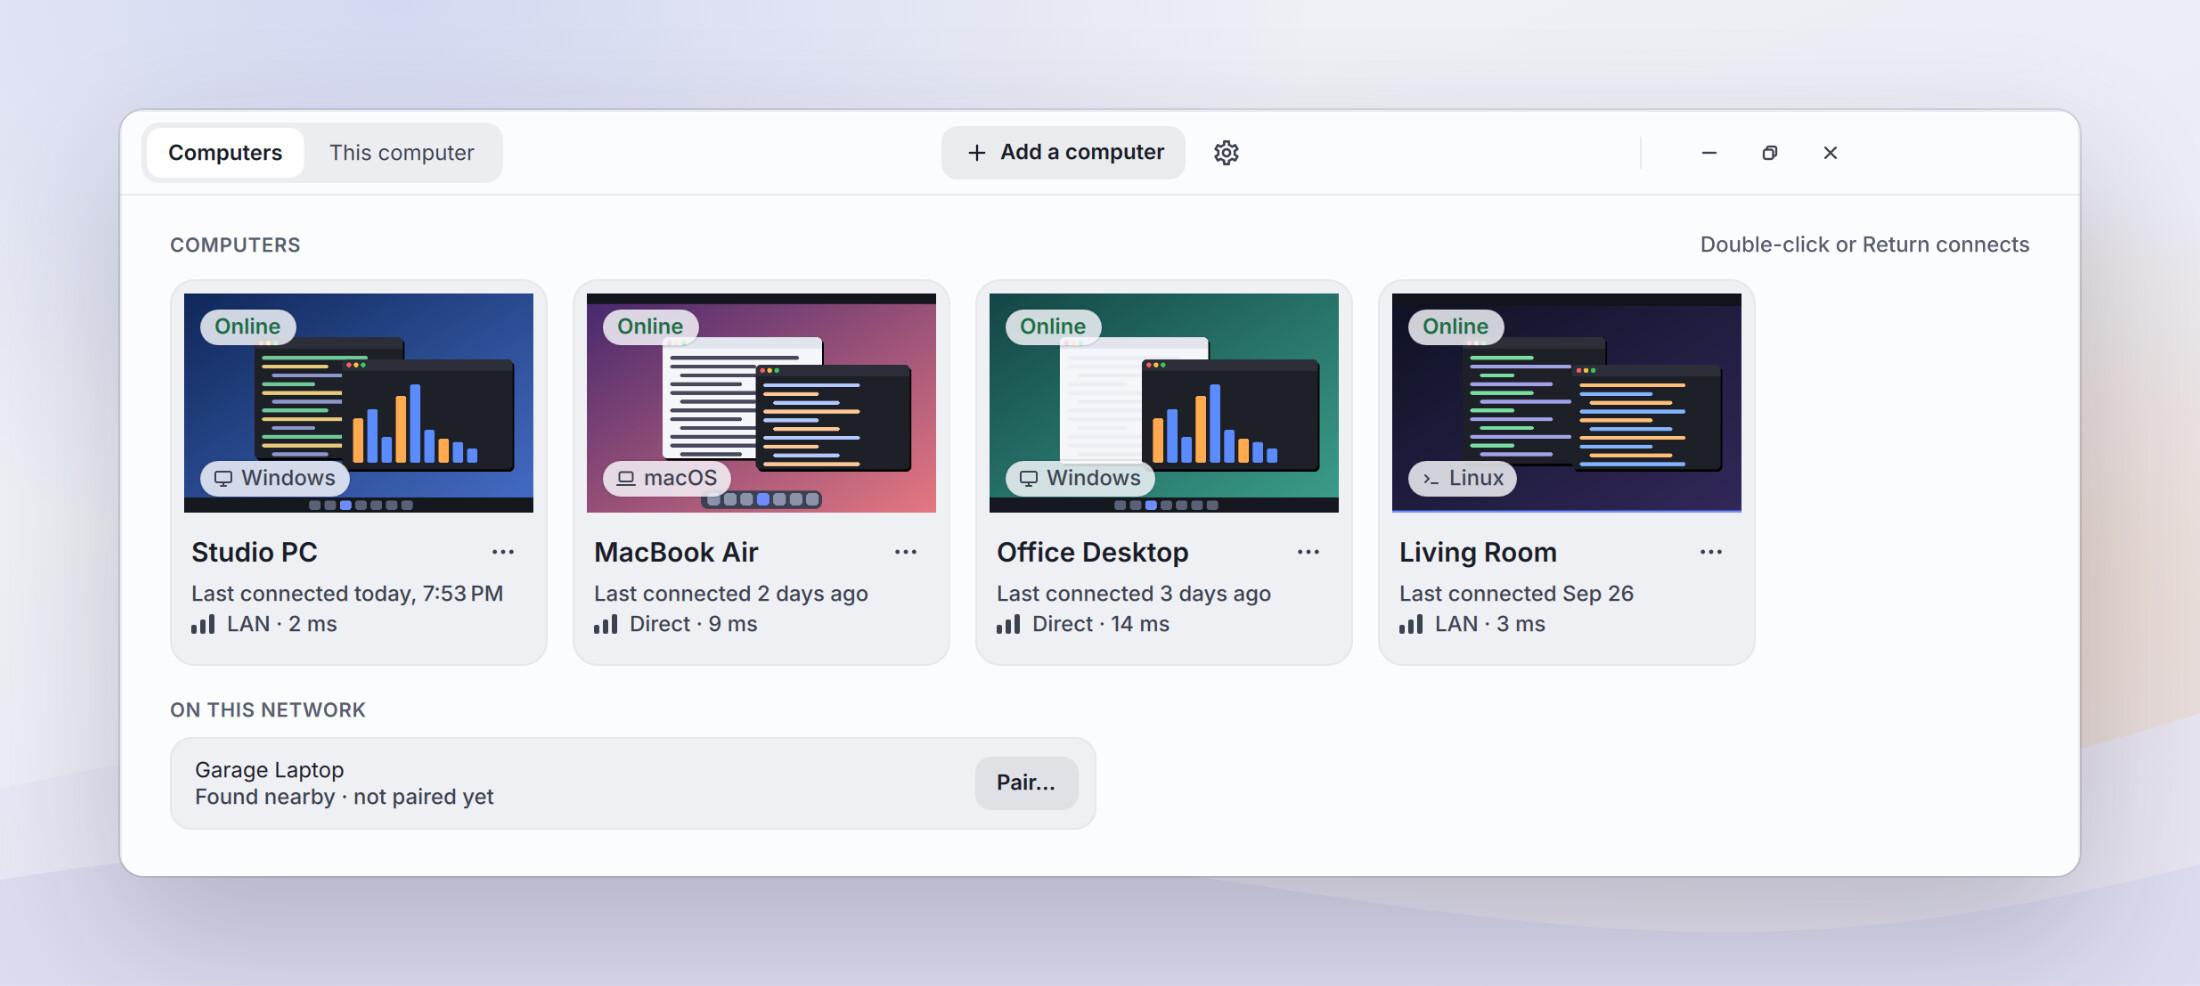 Computers
This computer
Add a computer
COMPUTERS
Double-click or Return connects
Online
Windows
Studio PC
Last connected today, 7:53 PM
LAN · 2 ms
Online
macOS
MacBook Air
Last connected 2 days ago
Direct · 9 ms
Online
Windows
Office Desktop
Last connected 3 days ago
Direct · 14 ms
Online
Linux
Living Room
Last connected Sep 26
LAN · 3 ms
ON THIS NETWORK
Garage Laptop
Found nearby · not paired yet
Pair...